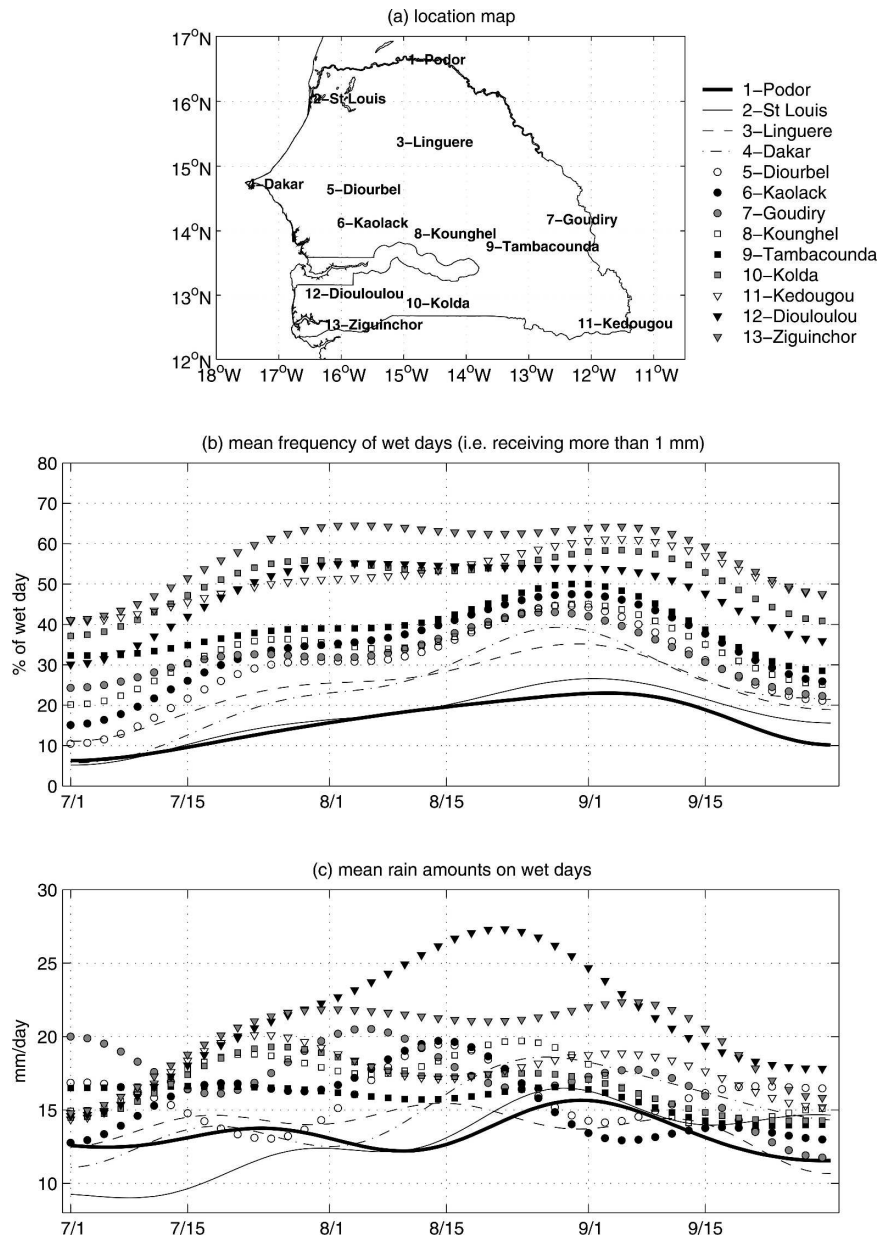 (a) location map
17°N
16°N
15°N
14°N
13°N
12°N
18°W 17°W 16°W 15°W 14°W 13°W 12°W 11°W
1−Podor
2−St Louis
3−Linguere
4−Dakar
5−Diourbel
6−Kaolack
7−Goudiry
8−Kounghel
9−Tambacounda
12−Diouloulou
10−Kolda
13−Ziguinchor
11−Kedougou
1−Podor
2−St Louis
3−Linguere
4−Dakar
5−Diourbel
6−Kaolack
7−Goudiry
8−Kounghel
9−Tambacounda
10−Kolda
11−Kedougou
12−Diouloulou
13−Ziguinchor
(b) mean frequency of wet days (i.e. receiving more than 1 mm)
% of wet day
80
70
60
50
40
30
20
10
0
7/1 7/15 8/1 8/15 9/1 9/15
(c) mean rain amounts on wet days
mm/day
30
25
20
15
10
7/1 7/15 8/1 8/15 9/1 9/15